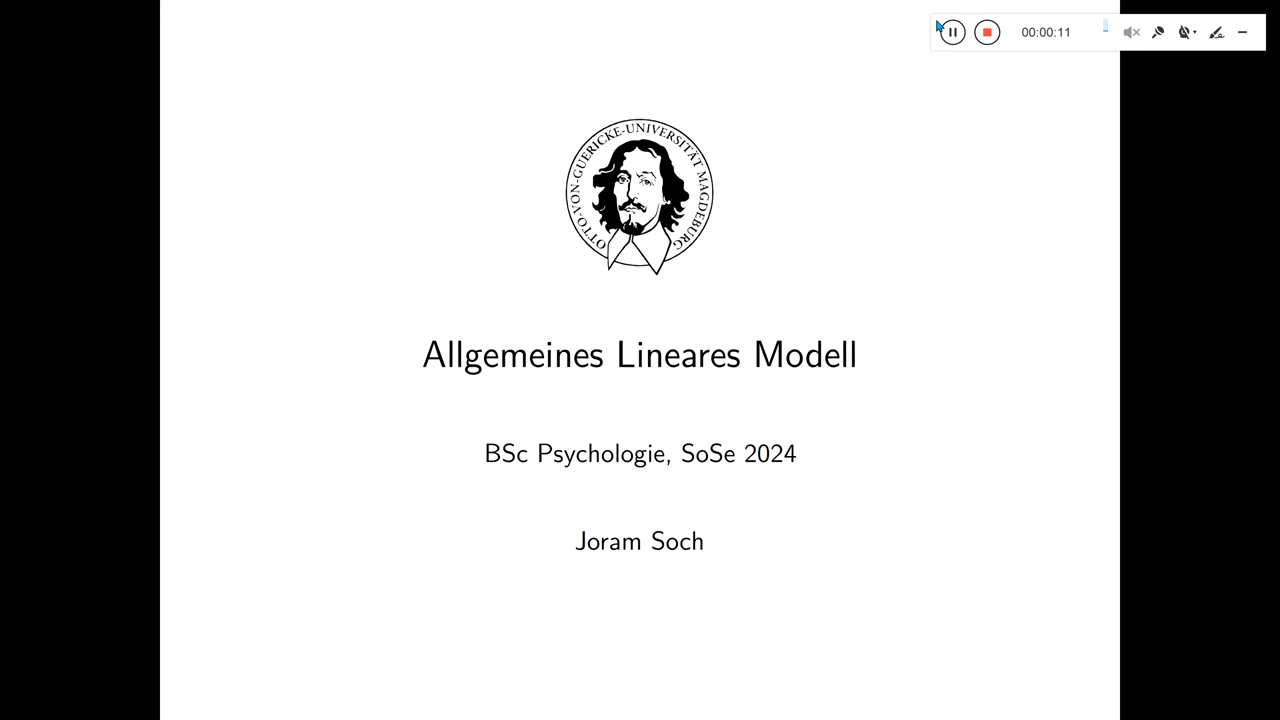 00:00:11
OTTO-VON-GUERICKE-UNIVERSITÄT MAGDEBURG
Allgemeines Lineares Modell
BSc Psychologie, SoSe 2024
Joram Soch